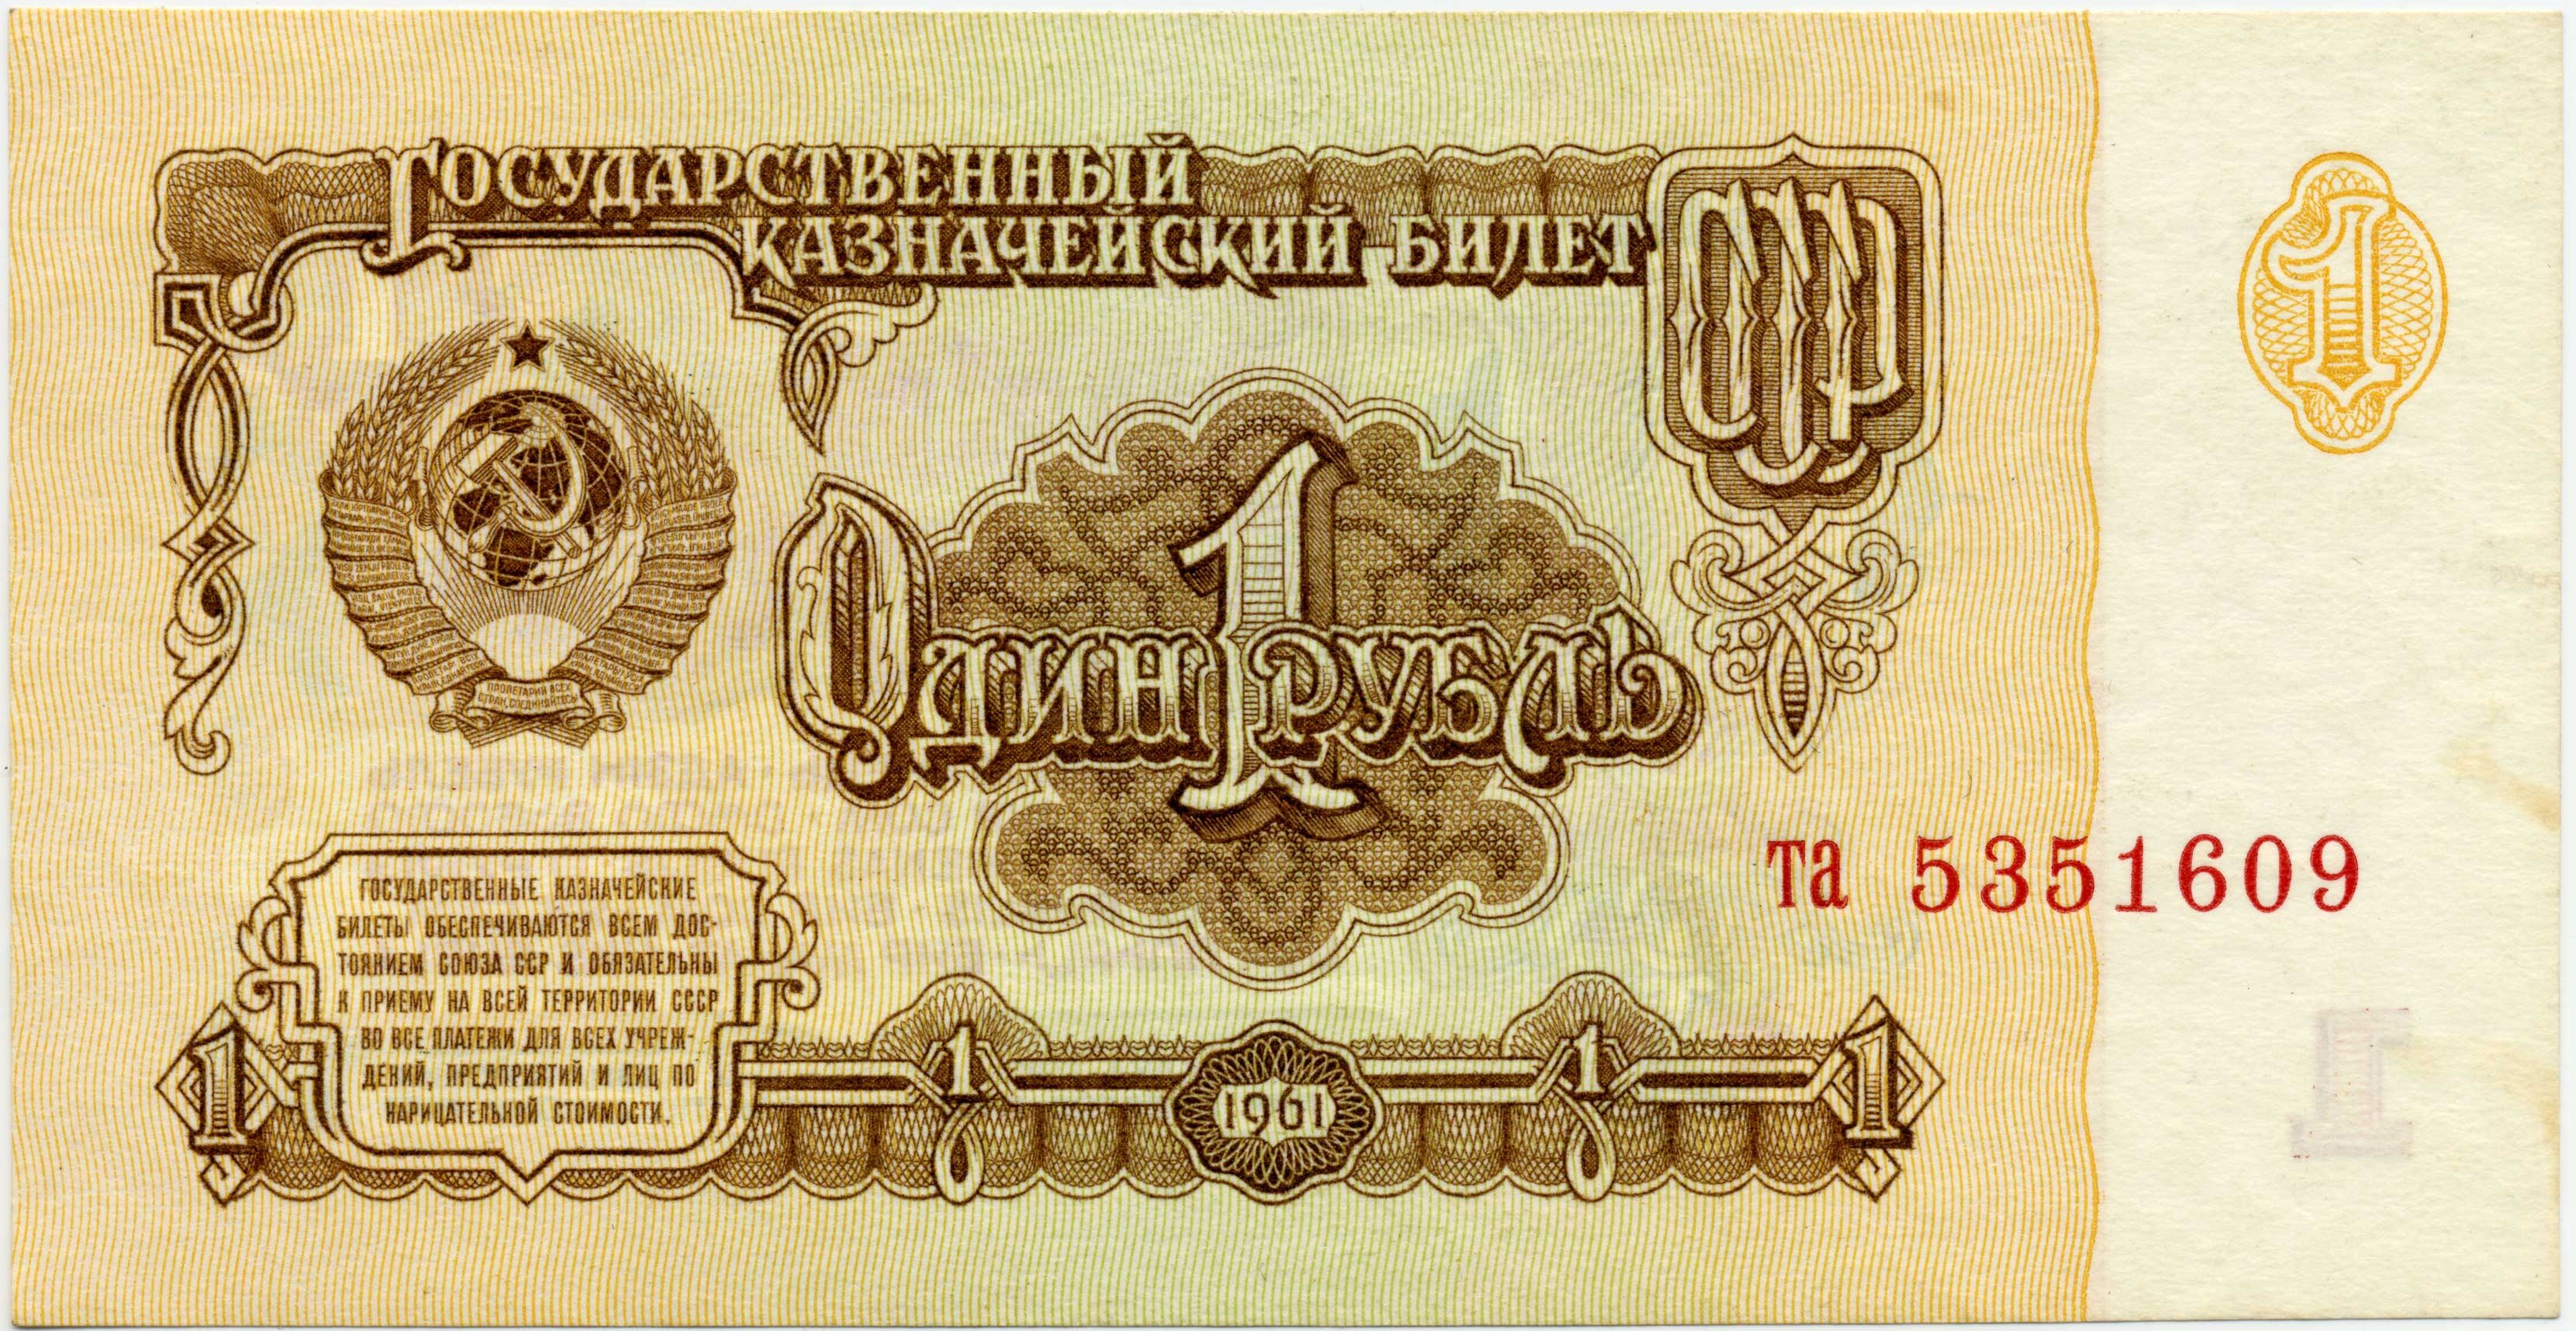 ГОСУДАРСТВЕННЫЙ
КАЗНАЧЕЙСКИЙ БИЛЕТ
СССР
1
1
ОДИН РУБЛЬ
ПРОЛЕТАРИИ ВСЕХ
СТРАН, СОЕДИНЯЙТЕСЬ
та 5351609
ГОСУДАРСТВЕННЫЕ КАЗНАЧЕЙСКИЕ
БИЛЕТЫ ОБЕСПЕЧИВАЮТСЯ ВСЕМ ДОС-
ТОЯНИЕМ СОЮЗА ССР И ОБЯЗАТЕЛЬНЫ
К ПРИЕМУ НА ВСЕЙ ТЕРРИТОРИИ СССР
ВО ВСЕ ПЛАТЕЖИ ДЛЯ ВСЕХ УЧРЕЖ-
ДЕНИЙ, ПРЕДПРИЯТИЙ И ЛИЦ ПО
НАРИЦАТЕЛЬНОЙ СТОИМОСТИ.
1 1 1961 1 1